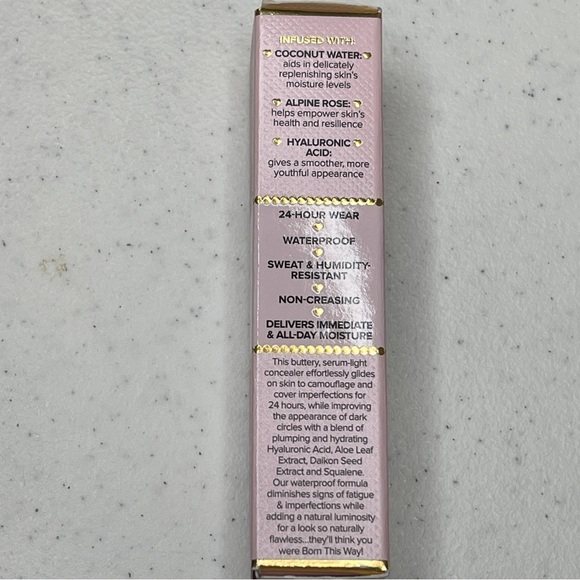 INFUSED WITH:
COCONUT WATER:
aids in delicately
replenishing skin's
moisture levels
ALPINE ROSE:
helps empower skin's
health and resilience
HYALURONIC
ACID:
gives a smoother, more
youthful appearance
24-HOUR WEAR
WATERPROOF
SWEAT & HUMIDITY-
RESISTANT
NON-CREASING
DELIVERS IMMEDIATE
& ALL-DAY MOISTURE
This buttery, serum-light
concealer effortlessly glides
on skin to camouflage and
cover imperfections for
24 hours, while improving
the appearance of dark
circles with a blend of
plumping and hydrating
Hyaluronic Acid, Aloe Leaf
Extract, Daikon Seed
Extract and Squalene.
Our waterproof formula
diminishes signs of fatigue
& imperfections while
adding a natural luminosity
for a look so naturally
flawless...they'll think you
were Born This Way!